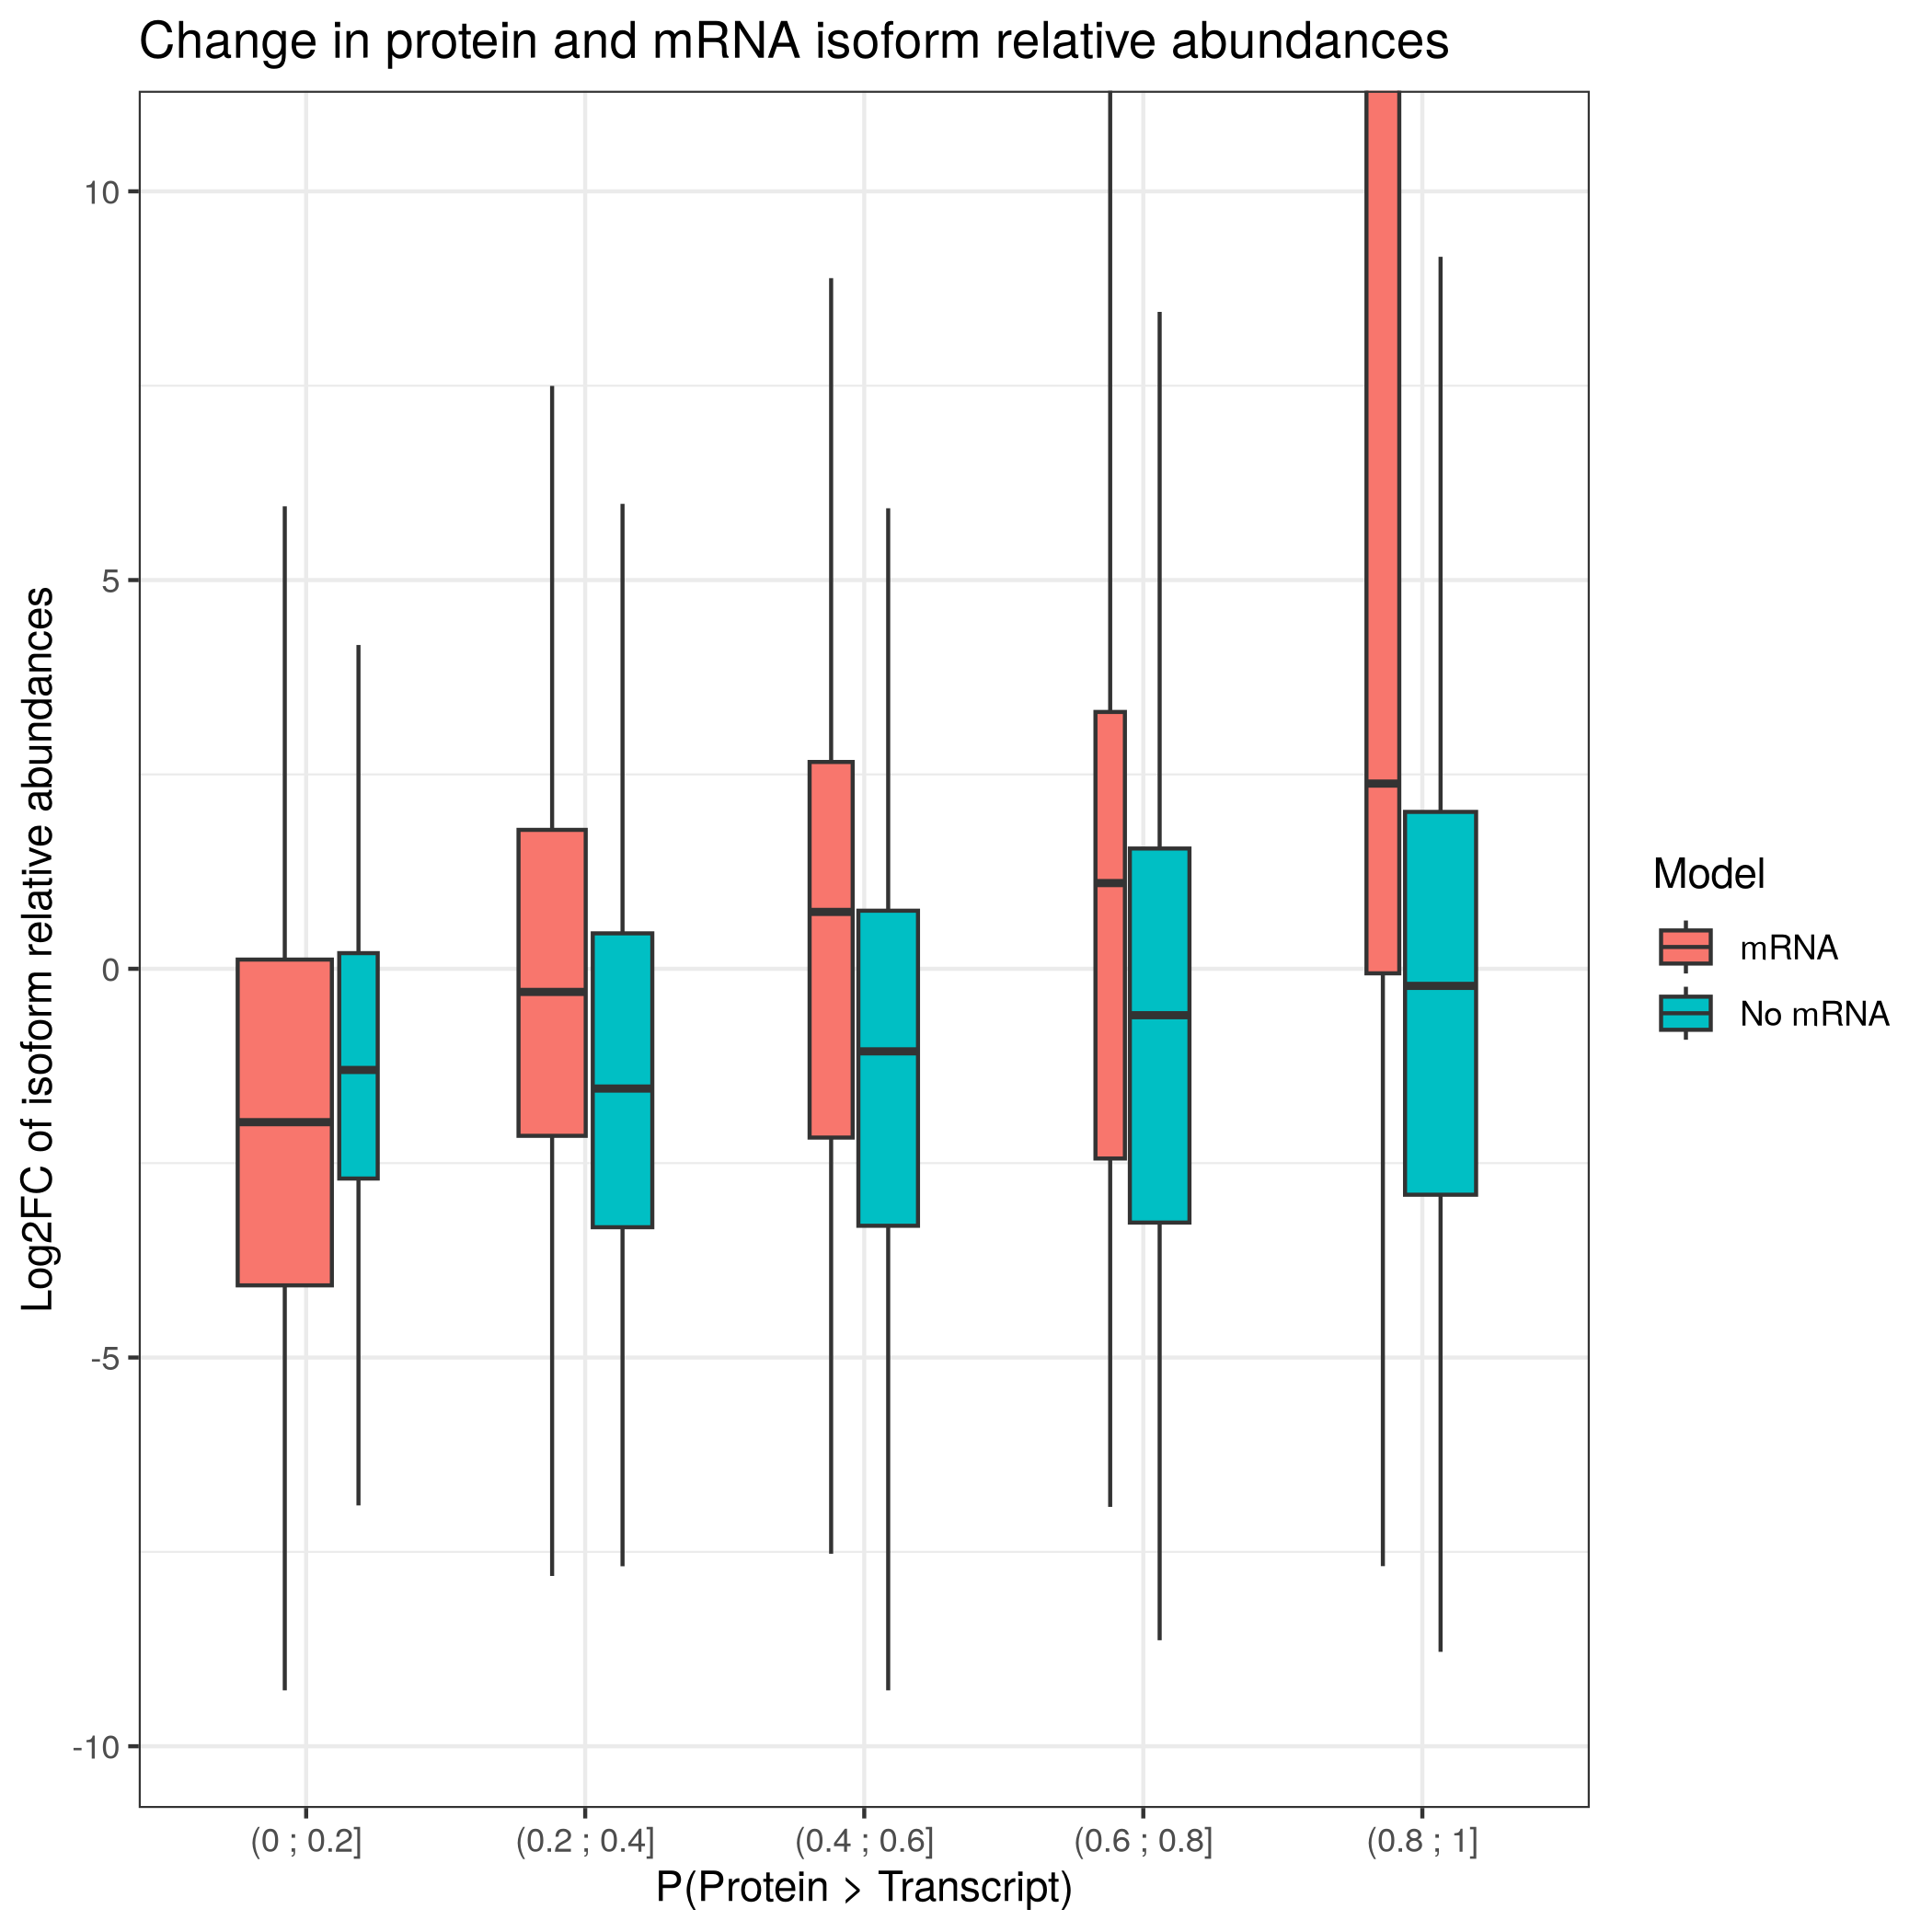 Change in protein and mRNA isoform relative abundances
Log2FC of isoform relative abundances
10
5
0
-5
-10
(0 ; 0.2]
(0.2 ; 0.4]
(0.4 ; 0.6]
(0.6 ; 0.8]
(0.8 ; 1]
P(Protein > Transcript)
Model
mRNA
No mRNA